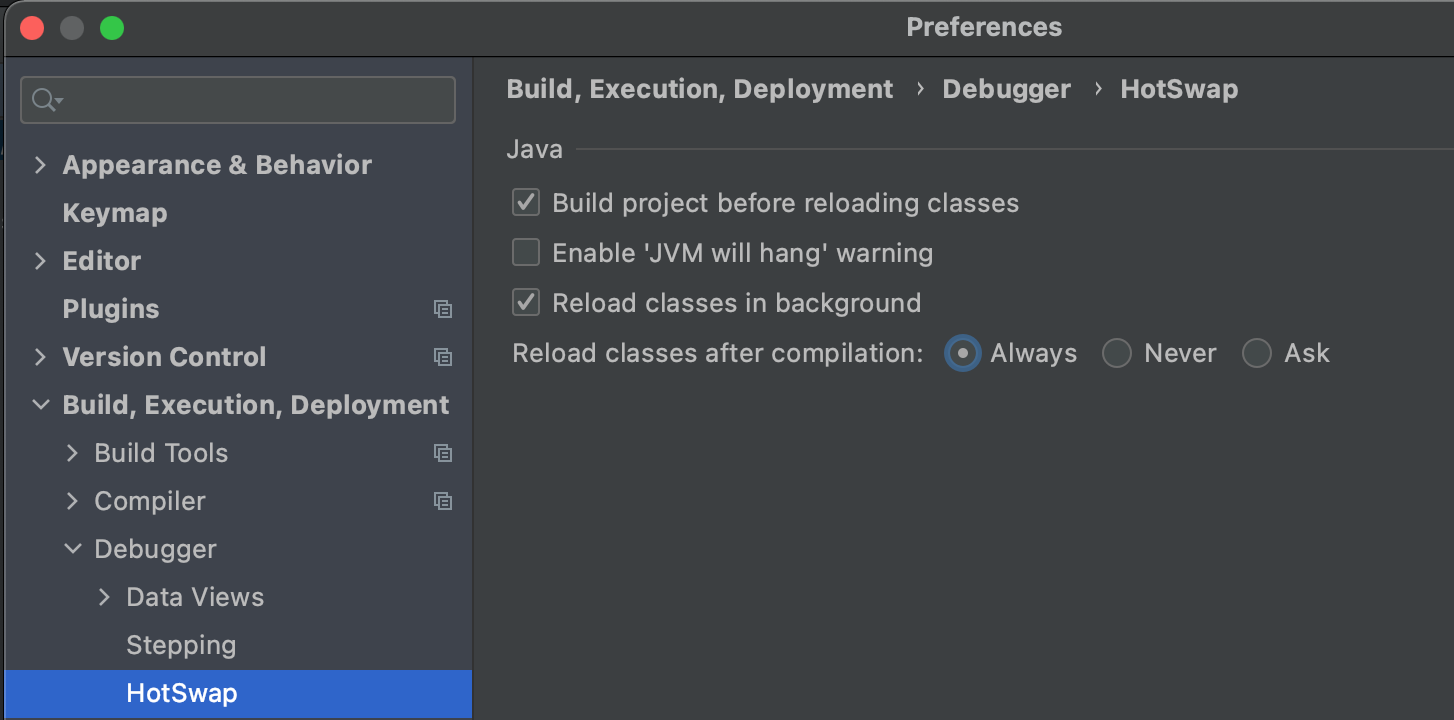 Preferences
Build, Execution, Deployment › Debugger › HotSwap
Appearance & Behavior
Keymap
Editor
Plugins
Version Control
Build, Execution, Deployment
Build Tools
Compiler
Debugger
Data Views
Stepping
HotSwap
Java
Build project before reloading classes
Enable 'JVM will hang' warning
Reload classes in background
Reload classes after compilation: Always Never Ask